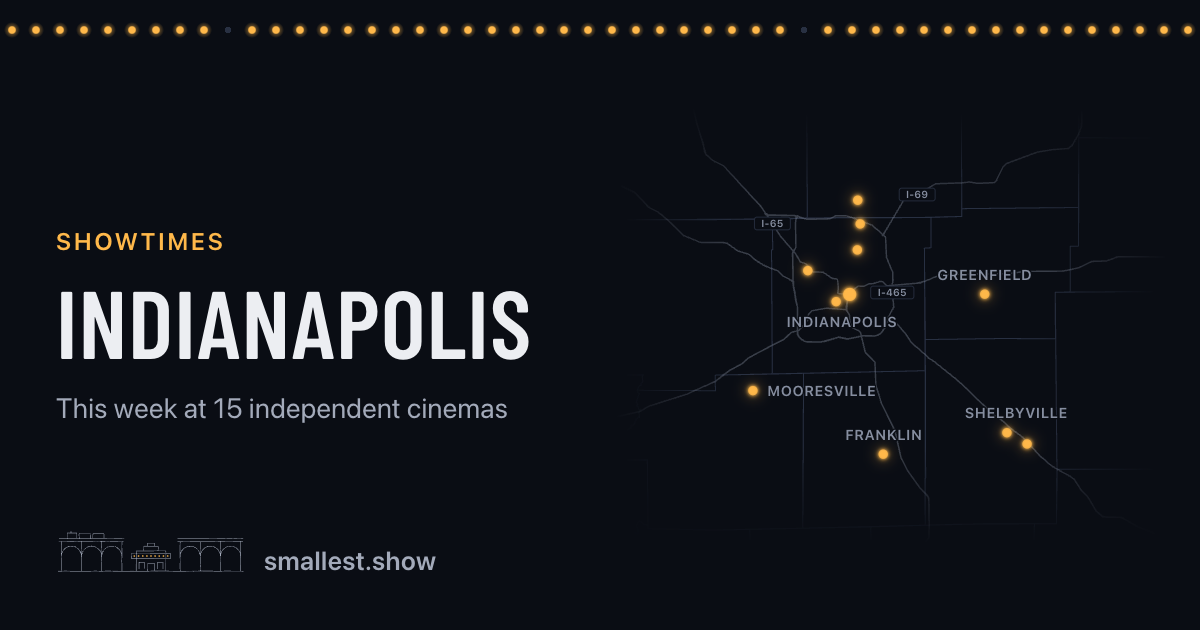 SHOWTIMES
INDIANAPOLIS
This week at 15 independent cinemas
smallest.show
I-69
I-65
GREENFIELD
I-465
INDIANAPOLIS
MOORESVILLE
SHELBYVILLE
FRANKLIN